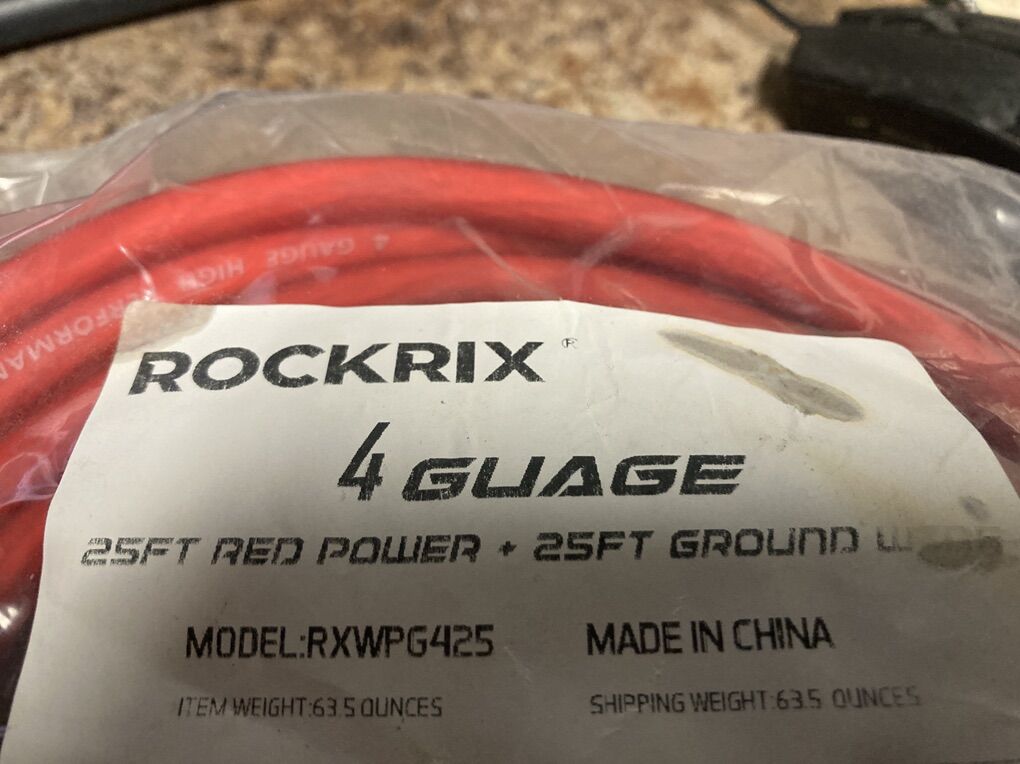 4 GAUGE HIGH
ROCKRIX®
4 GUAGE
25FT RED POWER + 25FT GROUND
MODEL:RXWPG425
MADE IN CHINA
ITEM WEIGHT:63.5 OUNCES
SHIPPING WEIGHT:63.5 OUNCES